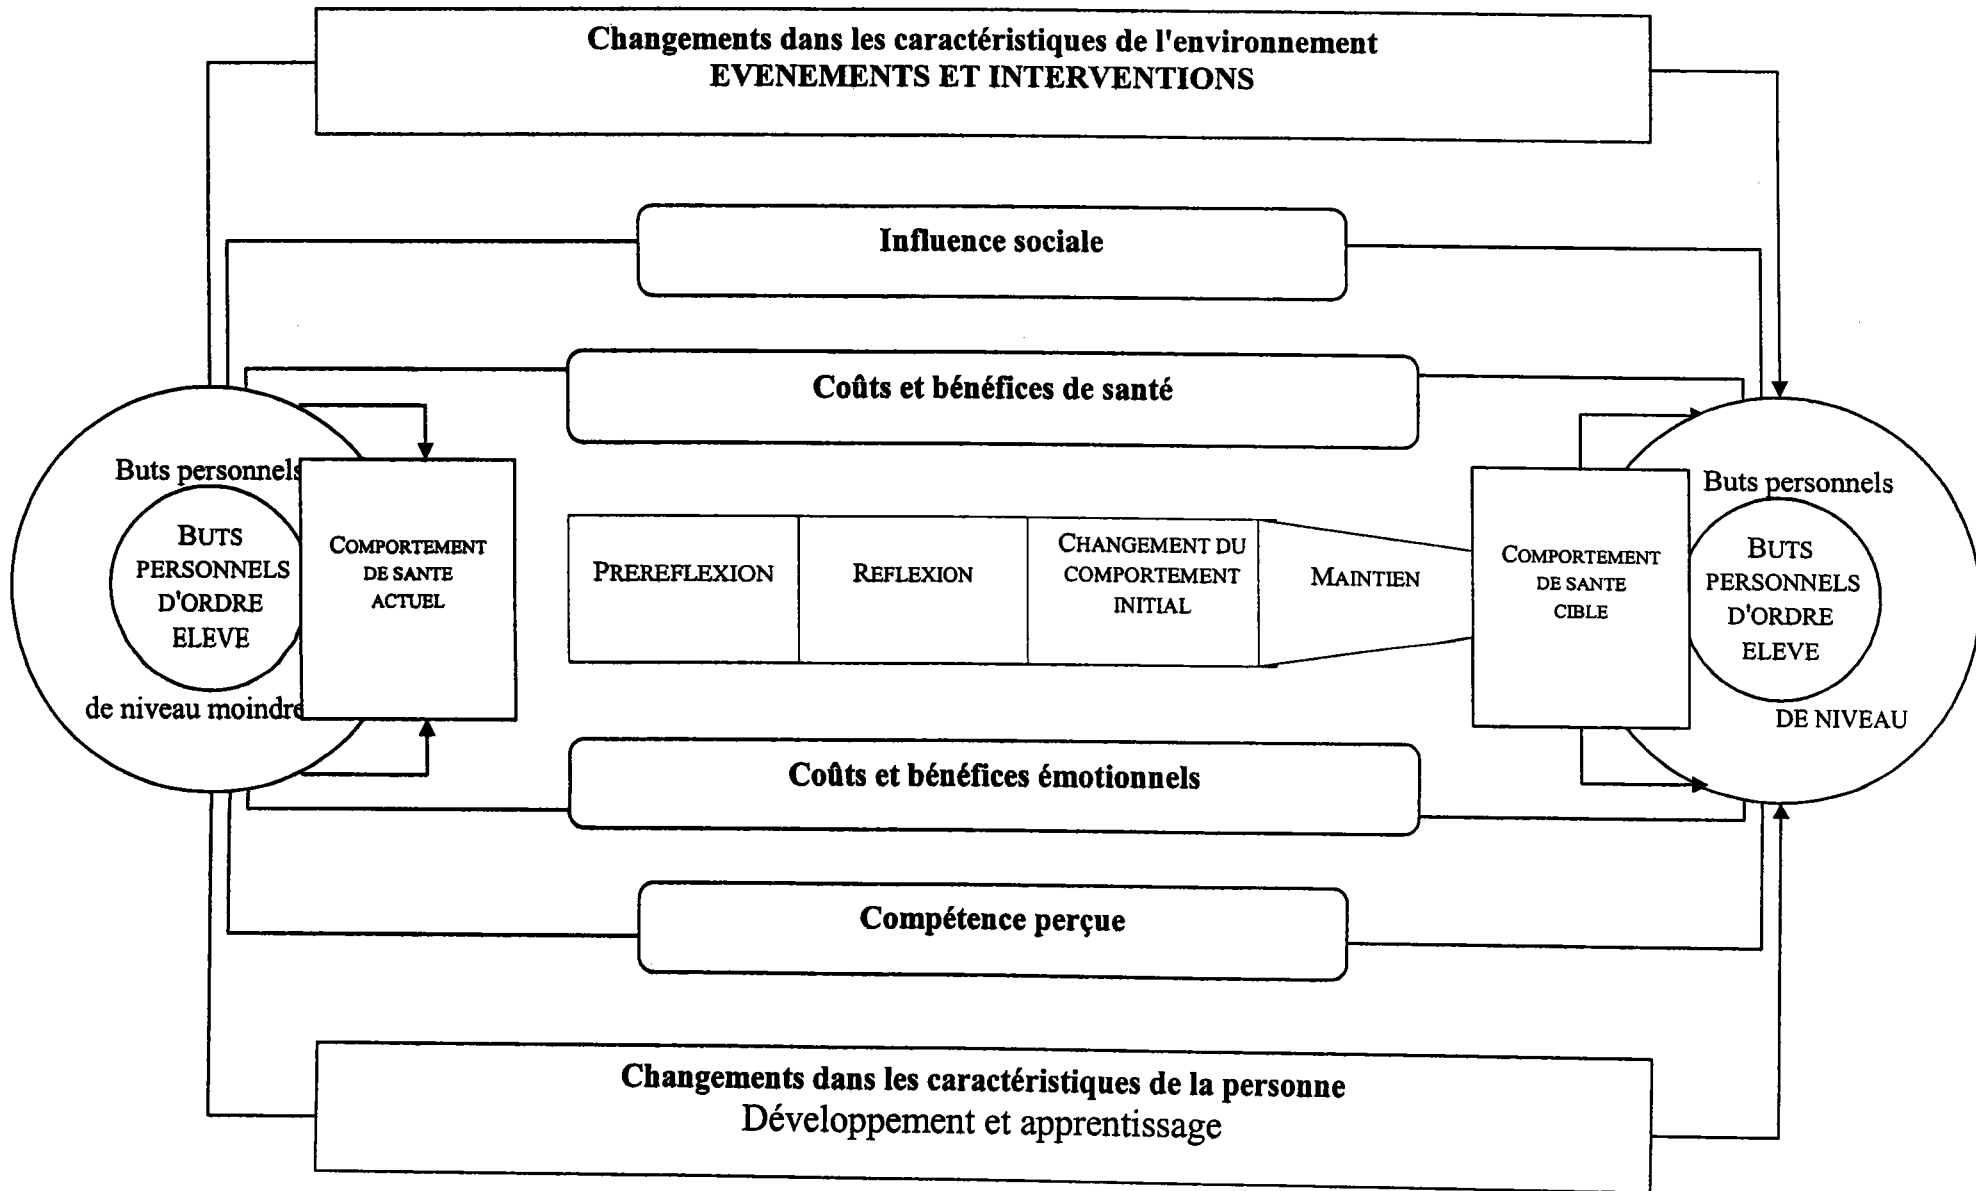 Changements dans les caractéristiques de l'environnement
EVENEMENTS ET INTERVENTIONS
Influence sociale
Coûts et bénéfices de santé
Buts personnels
BUTS
PERSONNELS
D'ORDRE
ELEVE
de niveau moindre
COMPORTEMENT
DE SANTE
ACTUEL
PREREFLEXION
REFLEXION
CHANGEMENT DU
COMPORTEMENT
INITIAL
MAINTIEN
COMPORTEMENT
DE SANTE
CIBLE
Buts personnels
BUTS
PERSONNELS
D'ORDRE
ELEVE
DE NIVEAU
Coûts et bénéfices émotionnels
Compétence perçue
Changements dans les caractéristiques de la personne
Développement et apprentissage